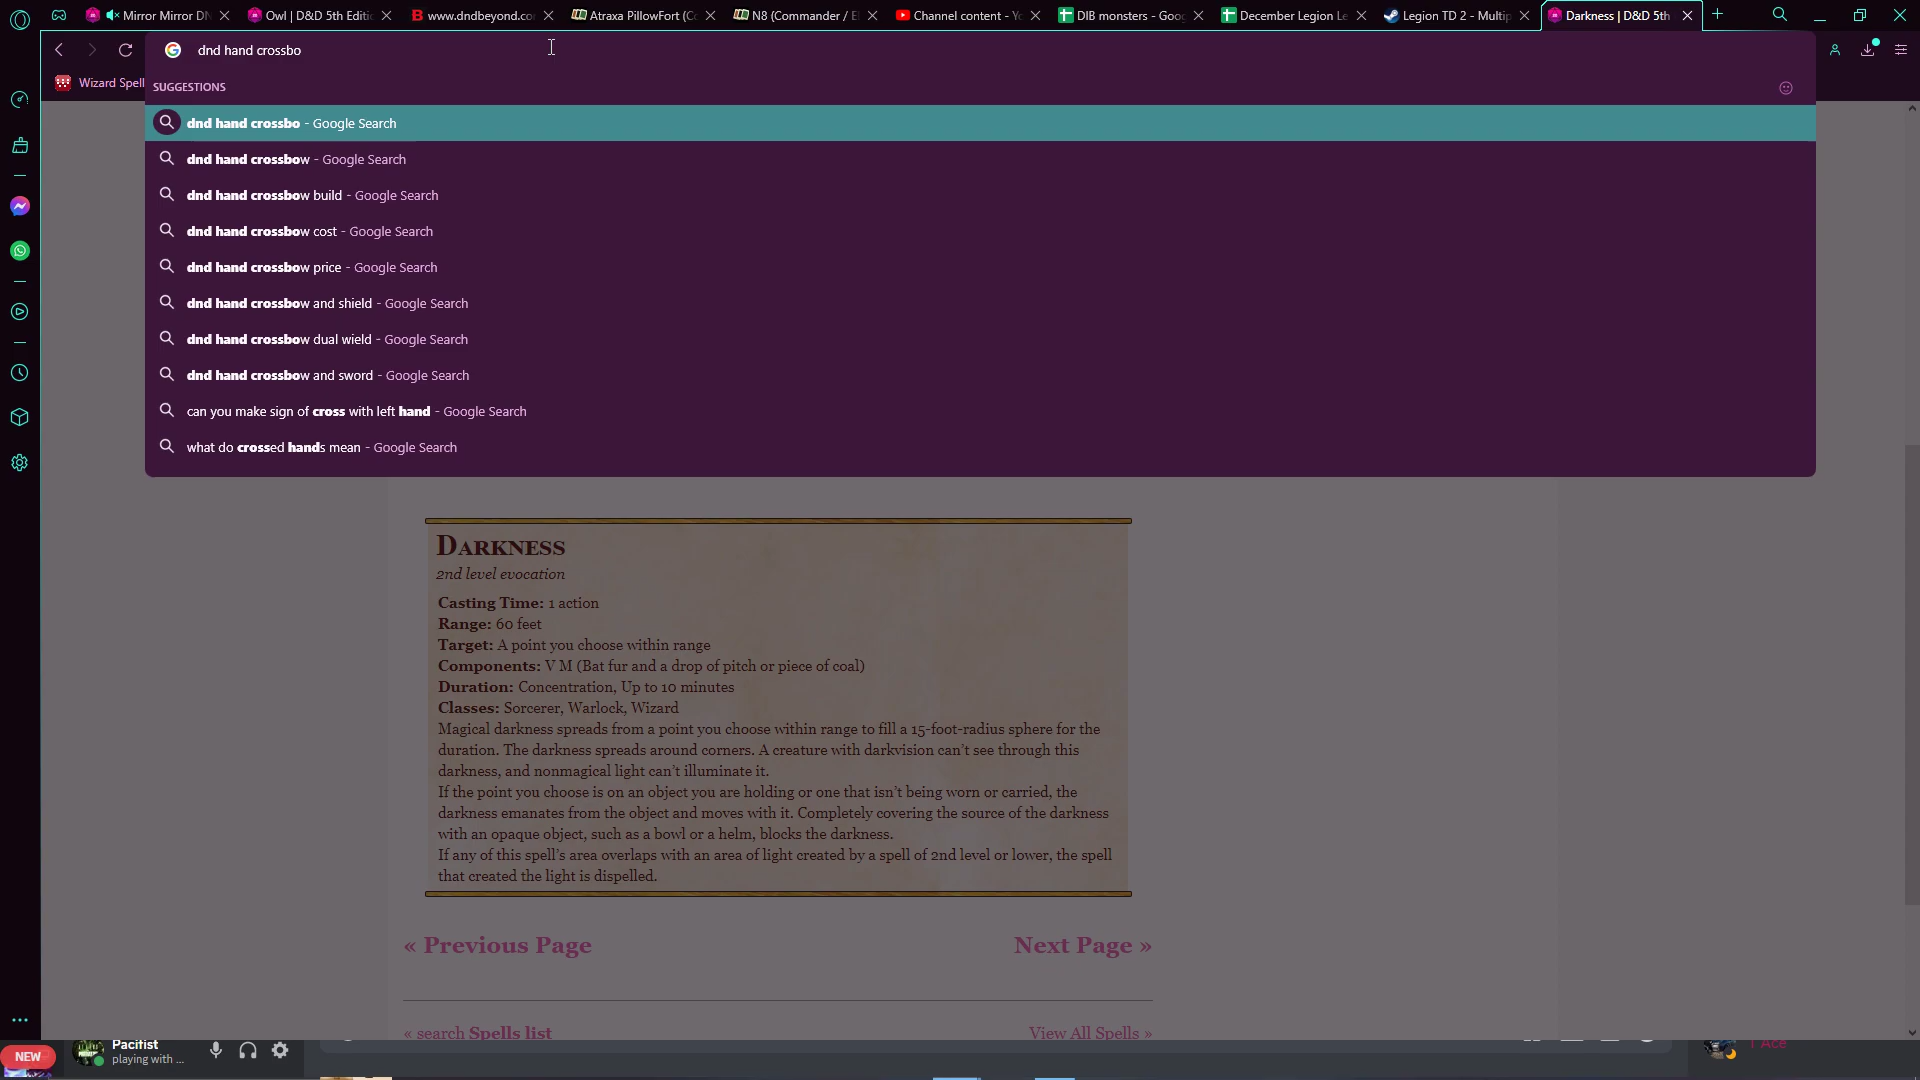 Mirror Mirror DN
Owl | D&D 5th Editic
www.dndbeyond.co
Atraxa PillowFort (Co
N8 (Commander / E
Channel content - Yo
DIB monsters - Goog
December Legion Le
Legion TD 2 - Multip
Darkness | D&D 5th
dnd hand crossbo
Wizard Spell
SUGGESTIONS
dnd hand crossbo - Google Search
dnd hand crossbow - Google Search
dnd hand crossbow build - Google Search
dnd hand crossbow cost - Google Search
dnd hand crossbow price - Google Search
dnd hand crossbow and shield - Google Search
dnd hand crossbow dual wield - Google Search
dnd hand crossbow and sword - Google Search
can you make sign of cross with left hand - Google Search
what do crossed hands mean - Google Search
DARKNESS
2nd level evocation
Casting Time: 1 action
Range: 60 feet
Target: A point you choose within range
Components: V M (Bat fur and a drop of pitch or piece of coal)
Duration: Concentration, Up to 10 minutes
Classes: Sorcerer, Warlock, Wizard
Magical darkness spreads from a point you choose within range to fill a 15-foot-radius sphere for the
duration. The darkness spreads around corners. A creature with darkvision can't see through this
darkness, and nonmagical light can't illuminate it.
If the point you choose is on an object you are holding or one that isn't being worn or carried, the
darkness emanates from the object and moves with it. Completely covering the source of the darkness
with an opaque object, such as a bowl or a helm, blocks the darkness.
If any of this spell's area overlaps with an area of light created by a spell of 2nd level or lower, the spell
that created the light is dispelled.
« Previous Page
Next Page »
« search Spells list
View All Spells »
NEW
Pacifist
playing with ...
1 Ace